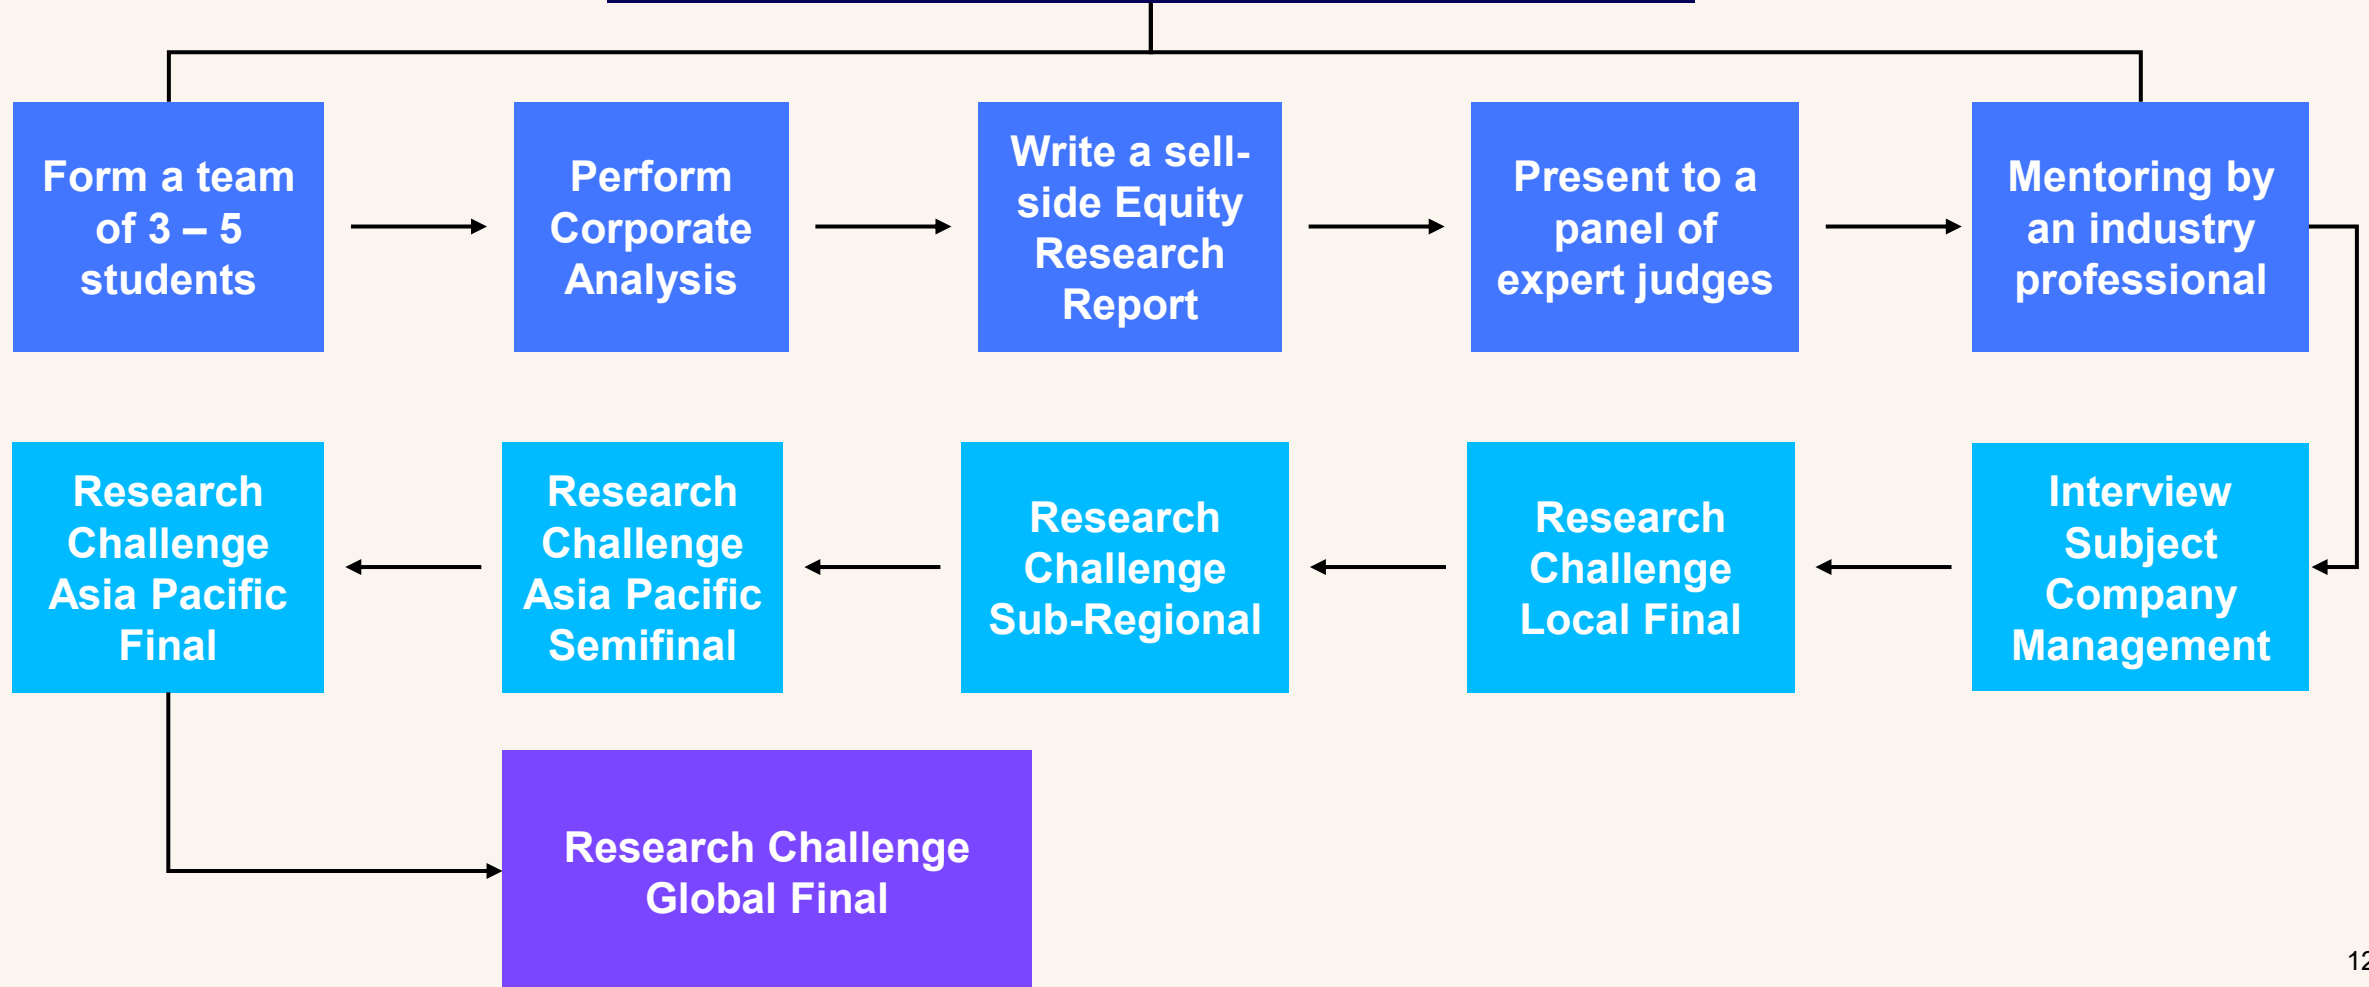 Form a team
of 3 – 5
students
Perform
Corporate
Analysis
Write a sell-
side Equity
Research
Report
Present to a
panel of
expert judges
Mentoring by
an industry
professional
Interview
Subject
Company
Management
Research
Challenge
Local Final
Research
Challenge
Sub-Regional
Research
Challenge
Asia Pacific
Semifinal
Research
Challenge
Asia Pacific
Final
Research Challenge
Global Final
12